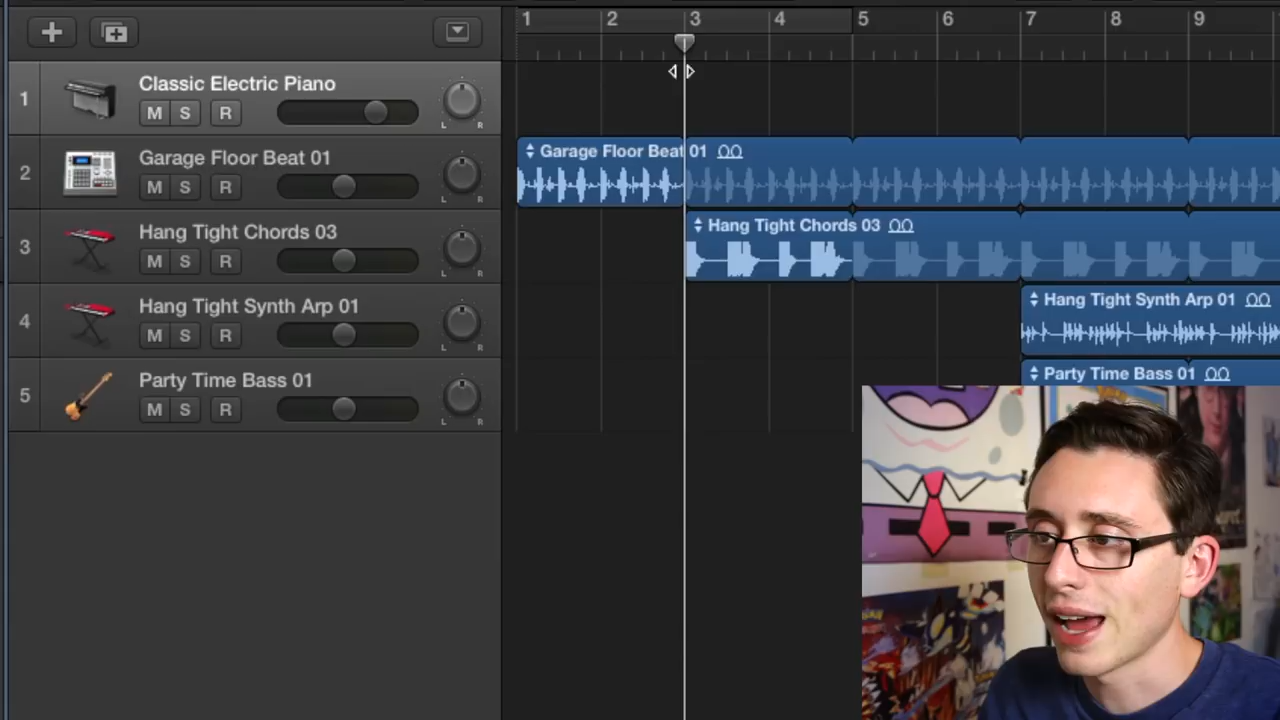 1 2 3 4 5 6 7 8 9
1 Classic Electric Piano
M S R L R
2 Garage Floor Beat 01
M S R L R
Garage Floor Beat 01
3 Hang Tight Chords 03
M S R L R
Hang Tight Chords 03
4 Hang Tight Synth Arp 01
M S R L R
Hang Tight Synth Arp 01
5 Party Time Bass 01
M S R L R
Party Time Bass 01